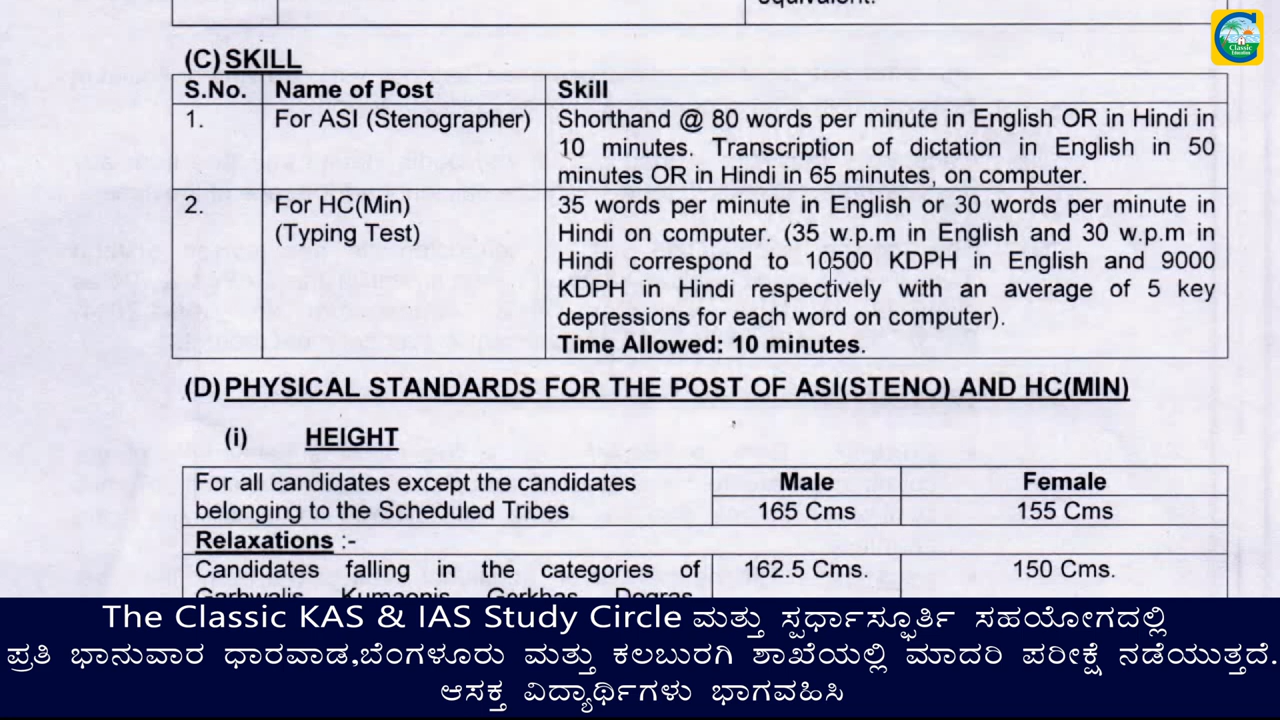 equivalent.
Classic
Education
(C) SKILL
S.No. Name of Post Skill
1. For ASI (Stenographer) Shorthand @ 80 words per minute in English OR in Hindi in
10 minutes. Transcription of dictation in English in 50
minutes OR in Hindi in 65 minutes, on computer.
2. For HC(Min) 35 words per minute in English or 30 words per minute in
(Typing Test) Hindi on computer. (35 w.p.m in English and 30 w.p.m in
Hindi correspond to 10500 KDPH in English and 9000
KDPH in Hindi respectively with an average of 5 key
depressions for each word on computer).
Time Allowed: 10 minutes.
(D) PHYSICAL STANDARDS FOR THE POST OF ASI(STENO) AND HC(MIN)
(i) HEIGHT
For all candidates except the candidates Male Female
belonging to the Scheduled Tribes 165 Cms 155 Cms
Relaxations :-
Candidates falling in the categories of 162.5 Cms. 150 Cms.
Garhwalis, Kumaonis, Gorkhas, Dogras,
The Classic KAS & IAS Study Circle ಮತ್ತು ಸ್ಪರ್ಧಾಸ್ಫೂರ್ತಿ ಸಹಯೋಗದಲ್ಲಿ
ಪ್ರತಿ ಭಾನುವಾರ ಧಾರವಾಡ,ಬೆಂಗಳೂರು ಮತ್ತು ಕಲಬುರಗಿ ಶಾಖೆಯಲ್ಲಿ ಮಾದರಿ ಪರೀಕ್ಷೆ ನಡೆಯುತ್ತದೆ.
ಆಸಕ್ತ ವಿದ್ಯಾರ್ಥಿಗಳು ಭಾಗವಹಿಸಿ